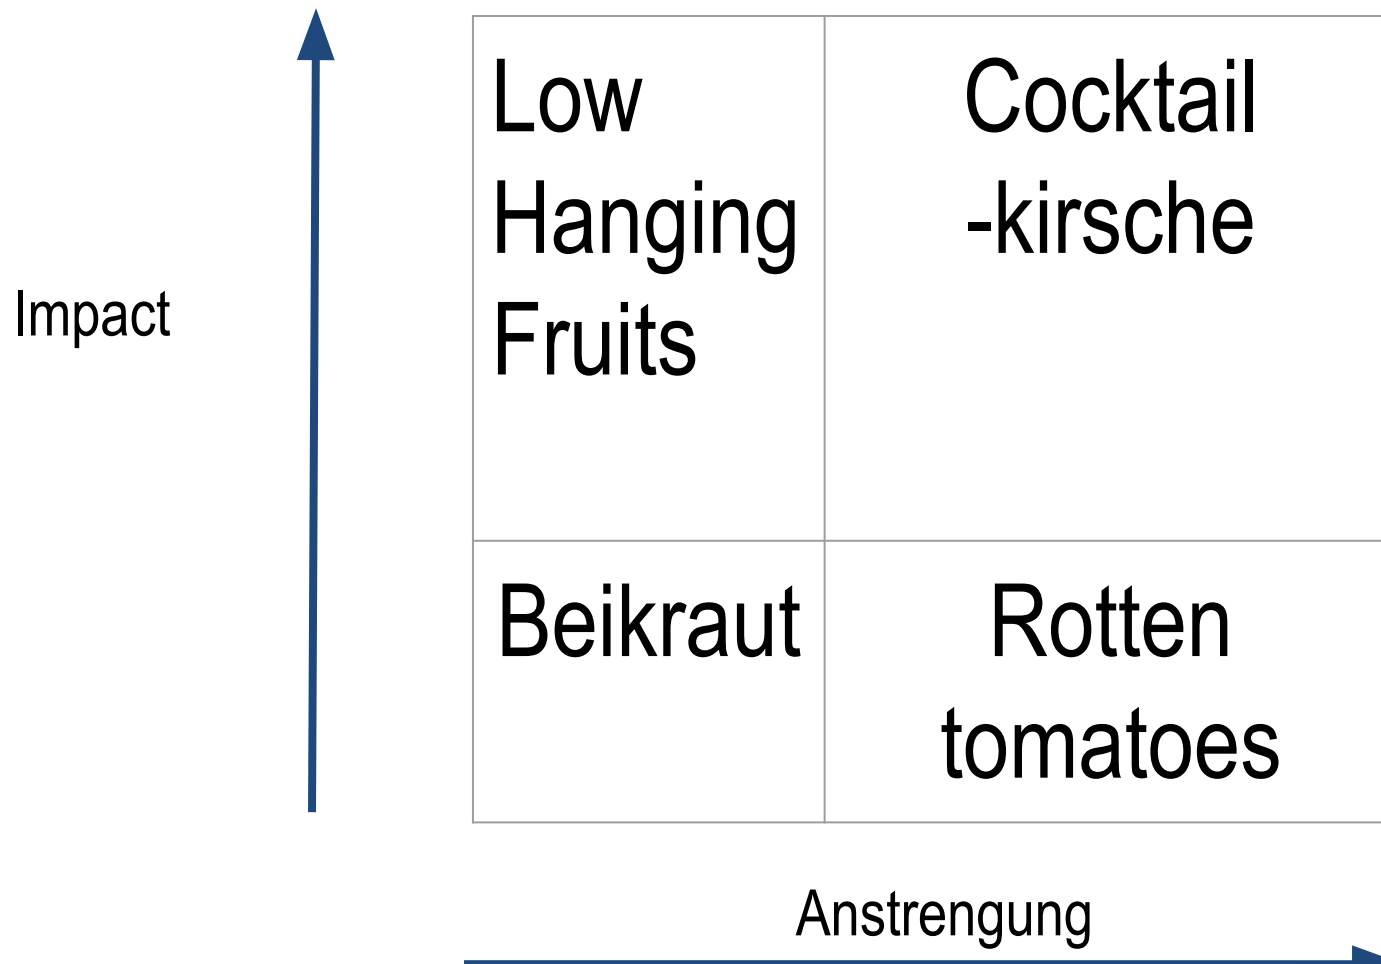 Low
Hanging
Fruits
Cocktail
-kirsche
Impact
Beikraut
Rotten
tomatoes
Anstrengung